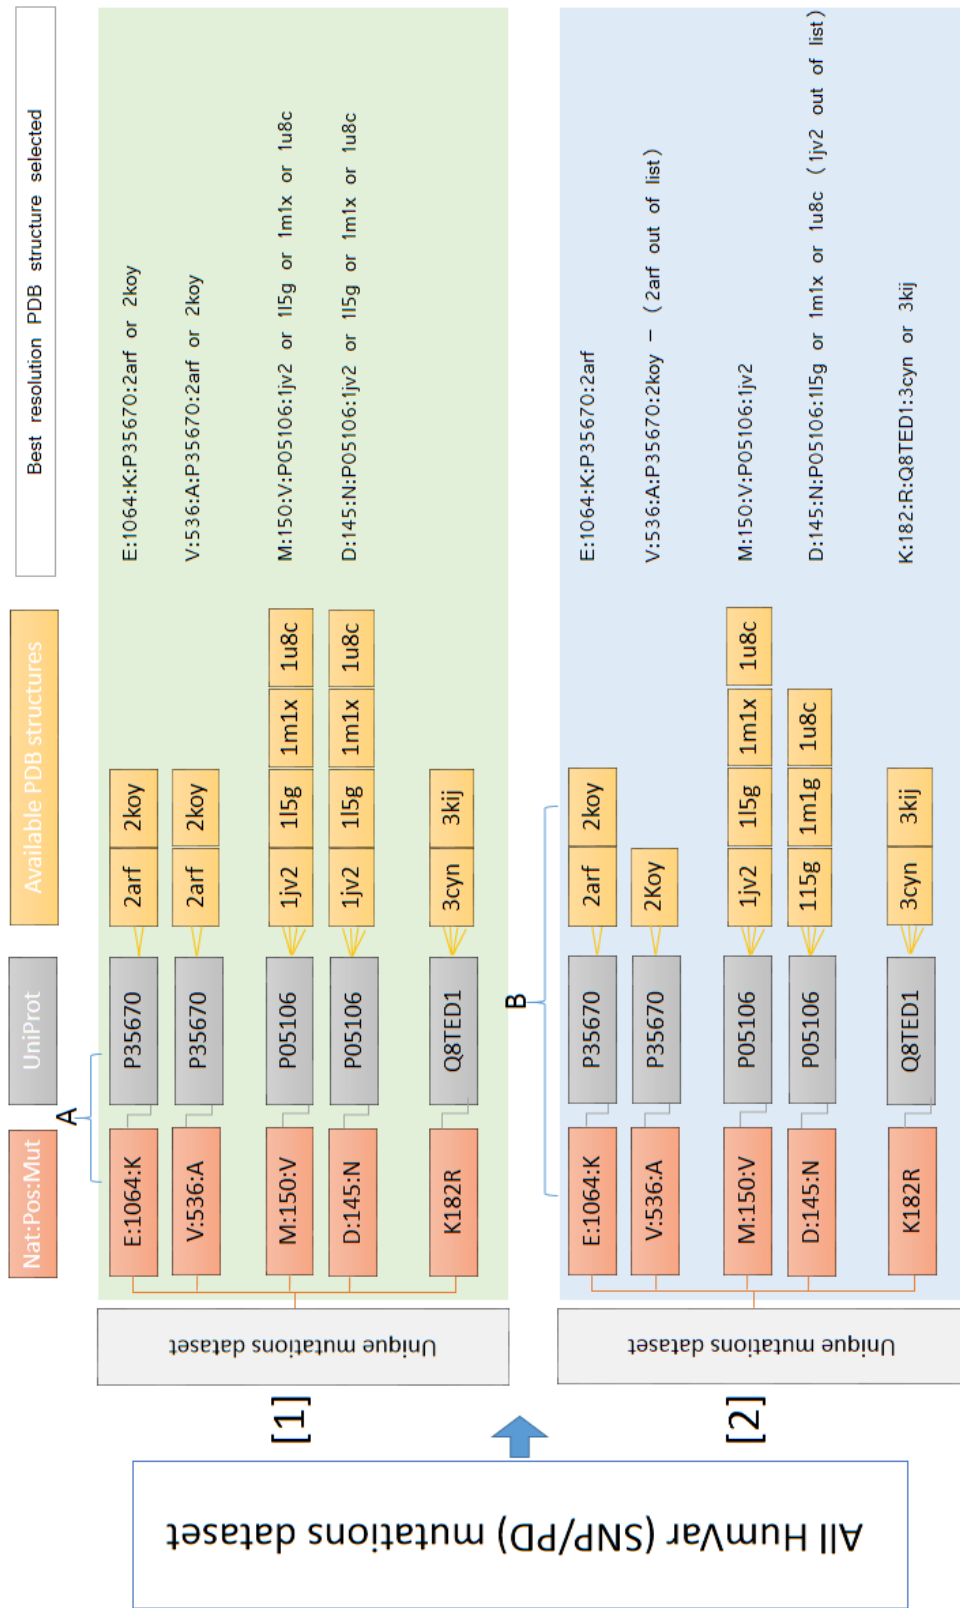 Nat:Pos:Mut
UniProt
Available PDB structures
Best resolution PDB structure selected
A
All HumVar (SNP/PD) mutations dataset
[1]
Unique mutations dataset
E:1064:K P35670 2arf 2koy E:1064:K:P35670:2arf or 2koy
V:536:A P35670 2arf 2koy V:536:A:P35670:2arf or 2koy
M:150:V P05106 1jv2 1l5g 1m1x 1u8c M:150:V:P05106:1jv2 or 1l5g or 1m1x or 1u8c
D:145:N P05106 1jv2 1l5g 1m1x 1u8c D:145:N:P05106:1jv2 or 1l5g or 1m1x or 1u8c
K182R Q8TED1 3cyn 3kij
B
[2]
Unique mutations dataset
E:1064:K P35670 2arf 2koy E:1064:K:P35670:2arf
V:536:A P35670 2Koy V:536:A:P35670:2koy – (2arf out of list)
M:150:V P05106 1jv2 1l5g 1m1x 1u8c M:150:V:P05106:1jv2
D:145:N P05106 115g 1m1g 1u8c D:145:N:P05106:1l5g or 1m1x or 1u8c (1jv2 out of list)
K182R Q8TED1 3cyn 3kij K:182:R:Q8TED1:3cyn or 3kij